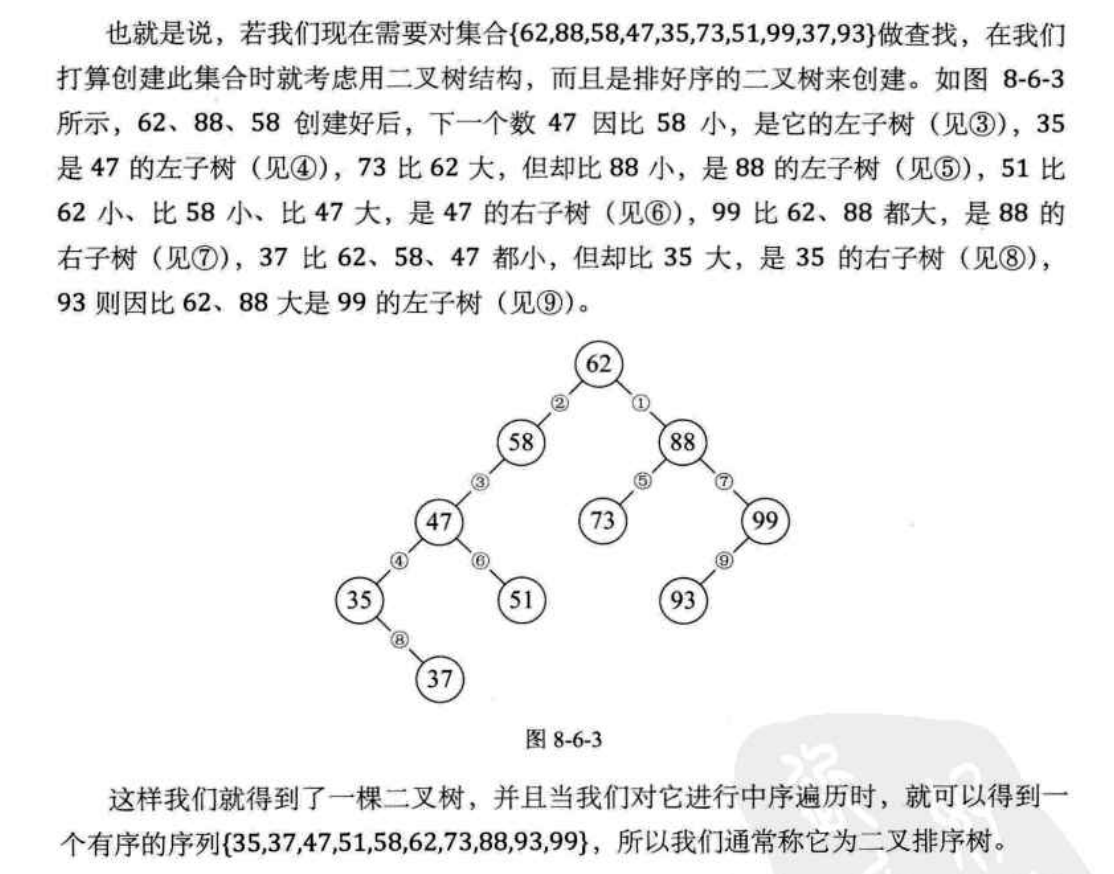 也就是说，若我们现在需要对集合{62,88,58,47,35,73,51,99,37,93}做查找，在我们
打算创建此集合时就考虑用二叉树结构，而且是排好序的二叉树来创建。如图 8-6-3
所示，62、88、58 创建好后，下一个数 47 因比 58 小，是它的左子树（见③），35
是 47 的左子树（见④），73 比 62 大，但却比 88 小，是 88 的左子树（见⑤），51 比
62 小、比 58 小、比 47 大，是 47 的右子树（见⑥），99 比 62、88 都大，是 88 的
右子树（见⑦），37 比 62、58、47 都小，但却比 35 大，是 35 的右子树（见⑧），
93 则因比 62、88 大是 99 的左子树（见⑨）。
62
② ①
58 88
③ ⑤ ⑦
47 73 99
④ ⑥ ⑨
35 51 93
⑧
37
图 8-6-3
这样我们就得到了一棵二叉树，并且当我们对它进行中序遍历时，就可以得到一
个有序的序列{35,37,47,51,58,62,73,88,93,99}，所以我们通常称它为二叉排序树。